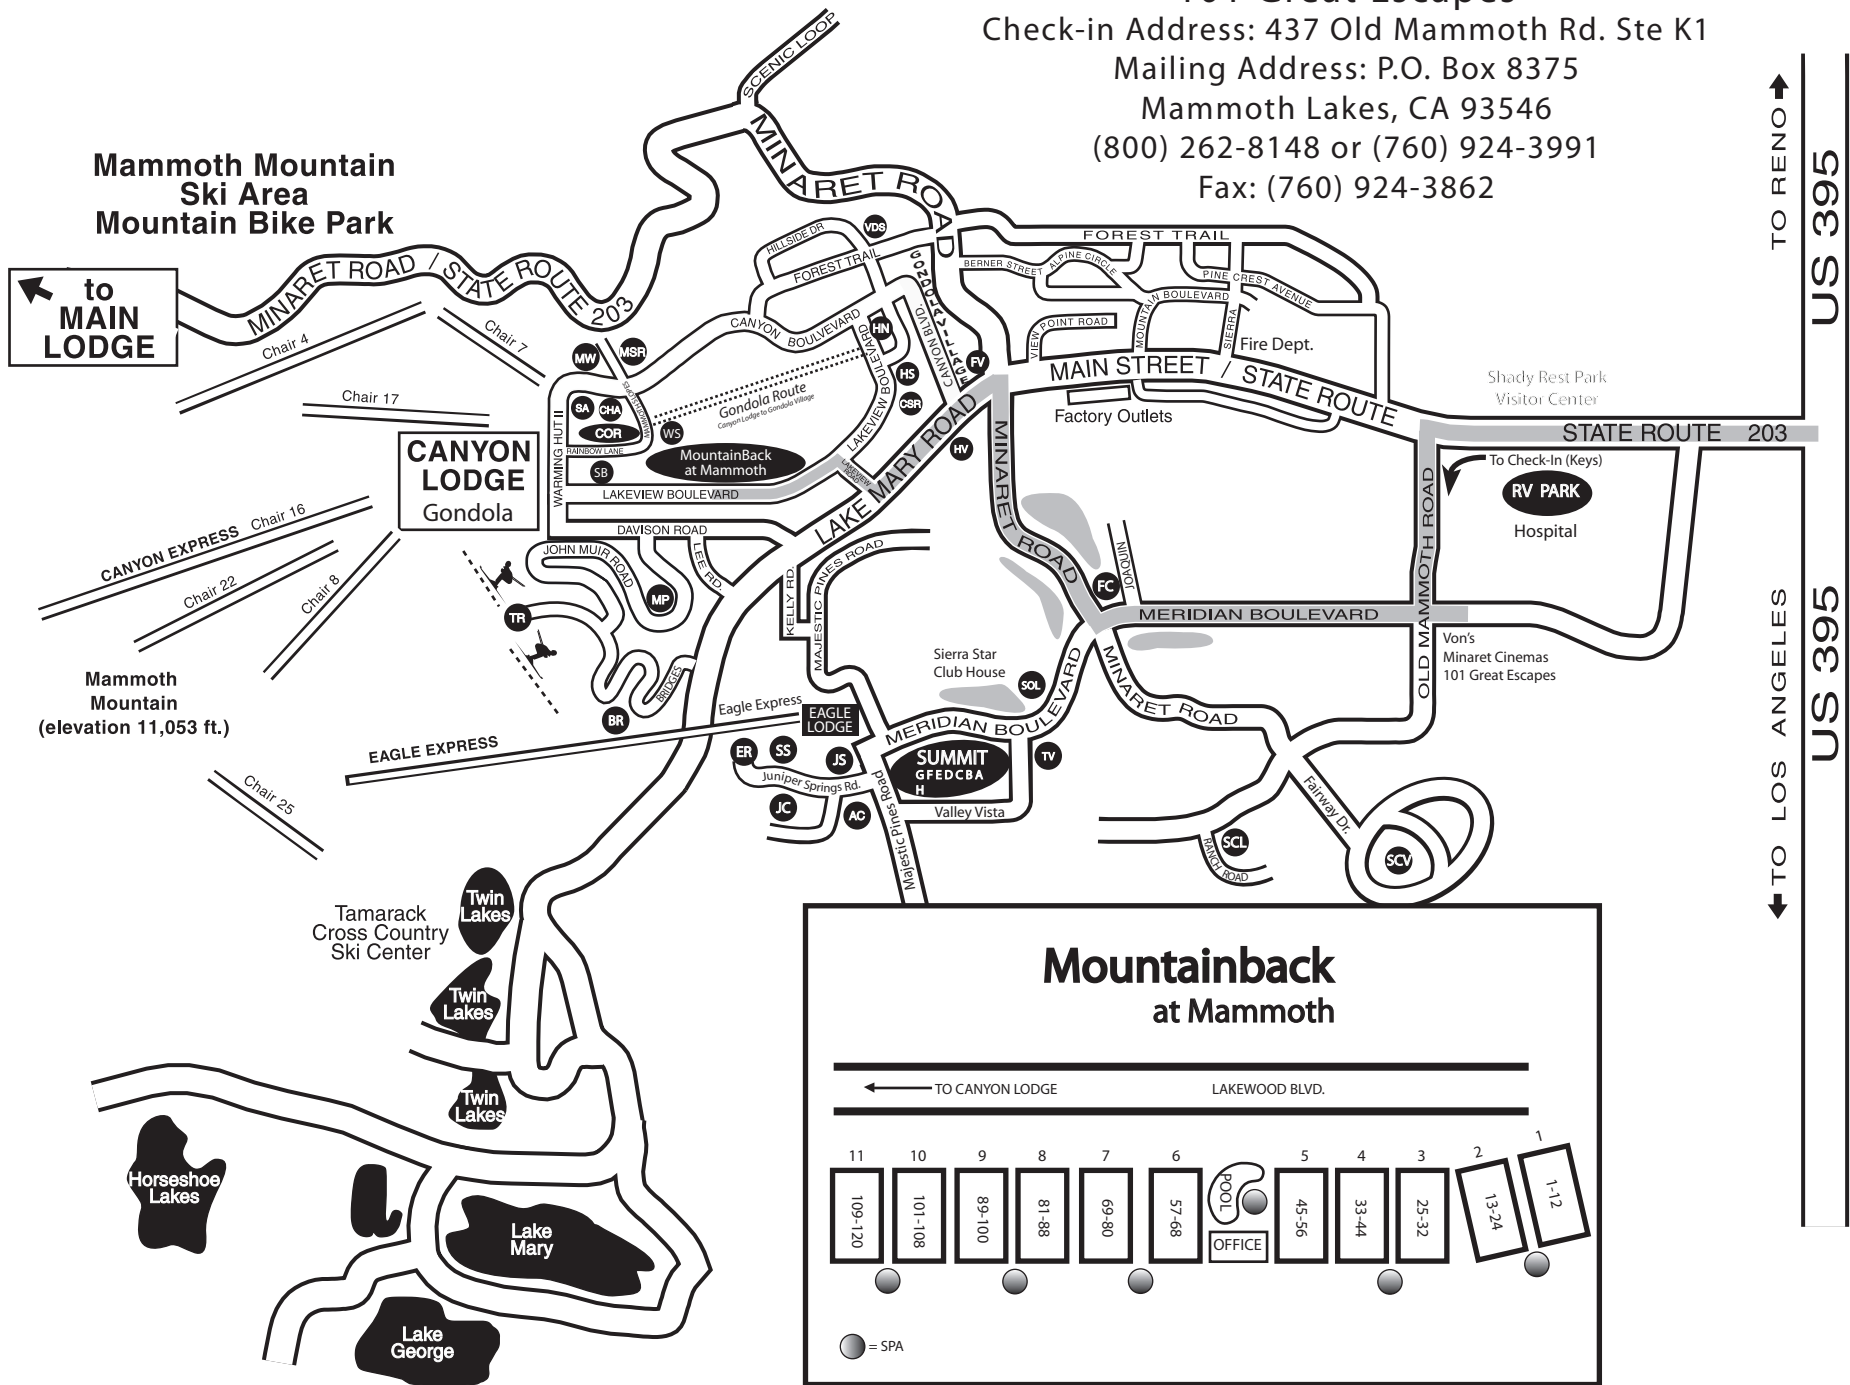 101 Great Escapes
Check-in Address: 437 Old Mammoth Rd. Ste K1
Mailing Address: P.O. Box 8375
Mammoth Lakes, CA 93546
(800) 262-8148 or (760) 924-3991
Fax: (760) 924-3862
SCENIC LOOP
MINARET ROAD
Mammoth Mountain
Ski Area
Mountain Bike Park
to
MAIN
LODGE
MINARET ROAD / STATE ROUTE 203
Chair 4
Chair 7
Chair 17
VDS
HILLSIDE DR
FOREST TRAIL
FOREST TRAIL
BERNER STREET
ALPINE CIRCLE
PINE CREST AVENUE
MOUNTAIN BOULEVARD
SIERRA
VIEW POINT ROAD
Fire Dept.
GONDOLA VILLAGE
CANYON BLVD.
CANYON BOULVEVARD
LAKEVIEW BOULEVARD
HN
HS
CSR
FV
HV
MW
MSR
SA
CHA
COR
WS
SB
RAINBOW LANE
WARMING HUT II
Gondola Route
Canyon Lodge to Gondola Village
MountainBack
at Mammoth
MAIN STREET / STATE ROUTE
Factory Outlets
Shady Rest Park
Visitor Center
STATE ROUTE 203
TO RENO
US 395
To Check-In (Keys)
RV PARK
Hospital
OLD MAMMOTH ROAD
CANYON
LODGE
Gondola
LAKEVIEW BOULEVARD
LAKEVIEW ROAD
LAKE MARY ROAD
DAVISON ROAD
JOHN MUIR ROAD
LEE RD.
MP
TR
BR
BRIDGES
KELLY RD.
MAJESTIC PINES ROAD
MINARET ROAD
FC
JOAQUIN
MERIDIAN BOULEVARD
OLD MAMMOTH
Von's
Minaret Cinemas
101 Great Escapes
CANYON EXPRESS Chair 16
Chair 22
Chair 8
Mammoth
Mountain
(elevation 11,053 ft.)
Chair 25
EAGLE EXPRESS
Eagle Express
EAGLE
LODGE
Sierra Star
Club House
SOL
MERIDIAN BOULEVARD
MINARET ROAD
TV
ER
SS
JS
JC
AC
Juniper Springs Rd.
Majestic Pines Road
SUMMIT
GFEDCBA
H
Valley Vista
Fairway Dr.
SCL
RANCH ROAD
SCV
TO LOS ANGELES
US 395
Tamarack
Cross Country
Ski Center
Twin
Lakes
Twin
Lakes
Twin
Lakes
Horseshoe
Lakes
Lake
Mary
Lake
George
Mountainback
at Mammoth
TO CANYON LODGE
LAKEWOOD BLVD.
11 10 9 8 7 6 5 4 3 2 1
109-120 101-108 89-100 81-88 69-80 57-68 POOL 45-56 33-44 25-32 13-24 1-12
OFFICE
= SPA